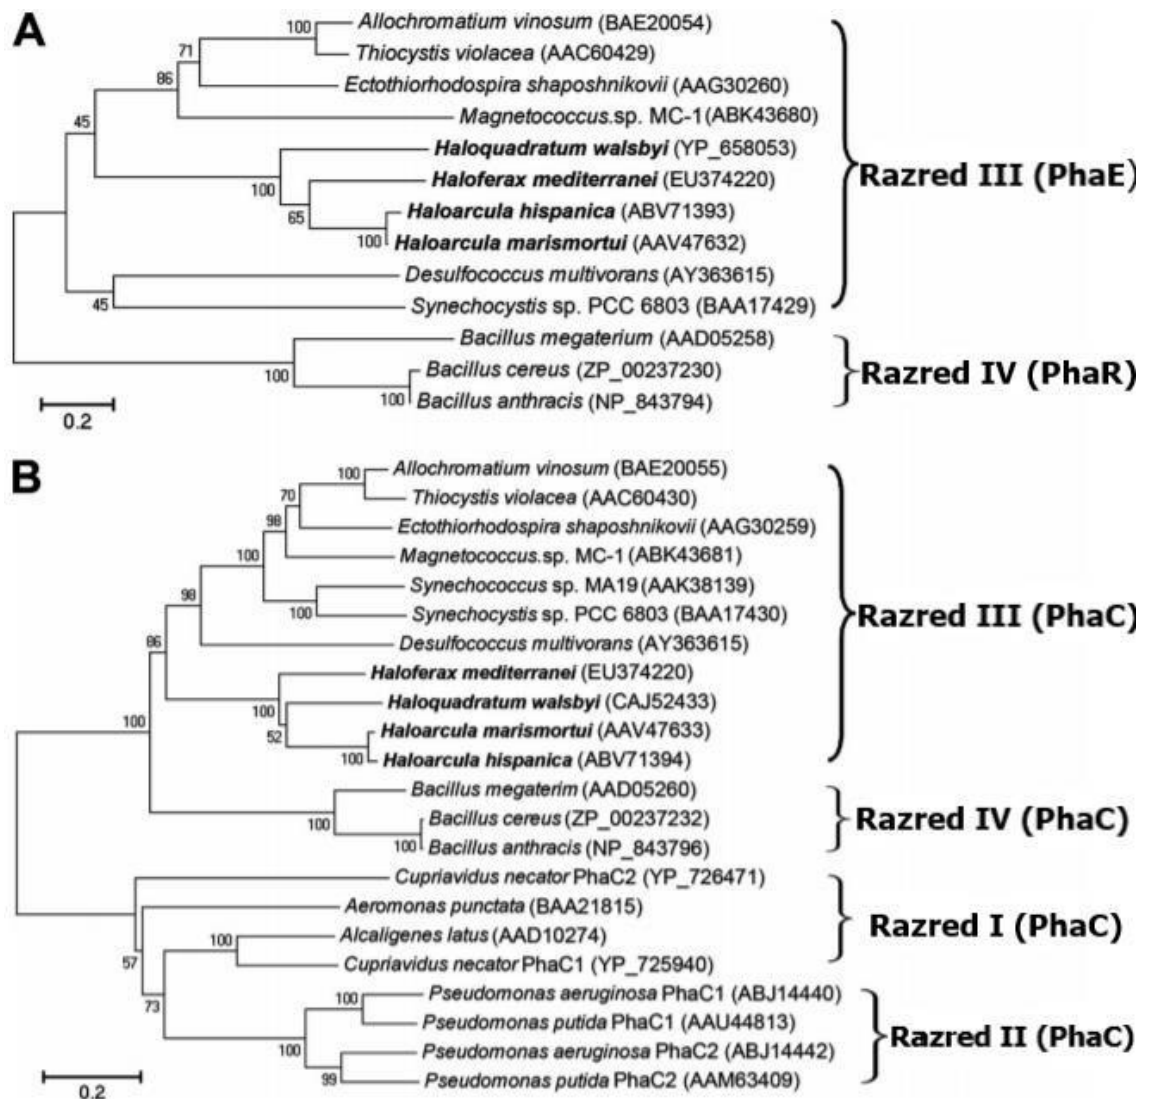 A
Allochromatium vinosum (BAE20054)
100
Thiocystis violacea (AAC60429)
71
Ectothiorhodospira shaposhnikovii (AAG30260)
86
Magnetococcus.sp. MC-1(ABK43680)
45
Haloquadratum walsbyi (YP_658053)
100
Haloferax mediterranei (EU374220)
65
Haloarcula hispanica (ABV71393)
100
Haloarcula marismortui (AAV47632)
Desulfococcus multivorans (AY363615)
45
Synechocystis sp. PCC 6803 (BAA17429)
Razred III (PhaE)
Bacillus megaterium (AAD05258)
100
Bacillus cereus (ZP_00237230)
100
Bacillus anthracis (NP_843794)
Razred IV (PhaR)
0.2
B
Allochromatium vinosum (BAE20055)
100
Thiocystis violacea (AAC60430)
70
Ectothiorhodospira shaposhnikovii (AAG30259)
98
Magnetococcus.sp. MC-1 (ABK43681)
100
Synechococcus sp. MA19 (AAK38139)
98
100
Synechocystis sp. PCC 6803 (BAA17430)
86
Desulfococcus multivorans (AY363615)
Haloferax mediterranei (EU374220)
100
Haloquadratum walsbyi (CAJ52433)
100
52
Haloarcula marismortui (AAV47633)
100
Haloarcula hispanica (ABV71394)
Razred III (PhaC)
Bacillus megaterim (AAD05260)
100
Bacillus cereus (ZP_00237232)
100
Bacillus anthracis (NP_843796)
Razred IV (PhaC)
Cupriavidus necator PhaC2 (YP_726471)
Aeromonas punctata (BAA21815)
57
Alcaligenes latus (AAD10274)
100
Cupriavidus necator PhaC1 (YP_725940)
73
Razred I (PhaC)
Pseudomonas aeruginosa PhaC1 (ABJ14440)
100
Pseudomonas putida PhaC1 (AAU44813)
100
Pseudomonas aeruginosa PhaC2 (ABJ14442)
99
Pseudomonas putida PhaC2 (AAM63409)
Razred II (PhaC)
0.2